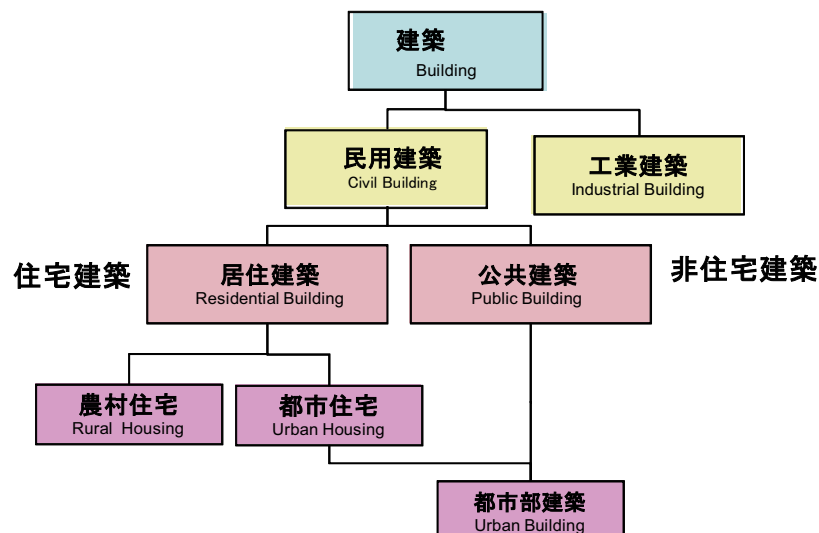 建築
Building
民用建築
Civil Building
工業建築
Industrial Building
住宅建築
居住建築
Residential Building
公共建築
Public Building
非住宅建築
農村住宅
Rural Housing
都市住宅
Urban Housing
都市部建築
Urban Building